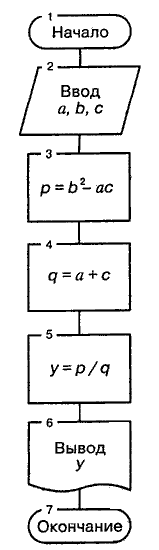 1
Начало
2
Ввод
a, b, c
3
p = b² – ac
4
q = a + c
5
y = p / q
6
Вывод
y
7
Окончание